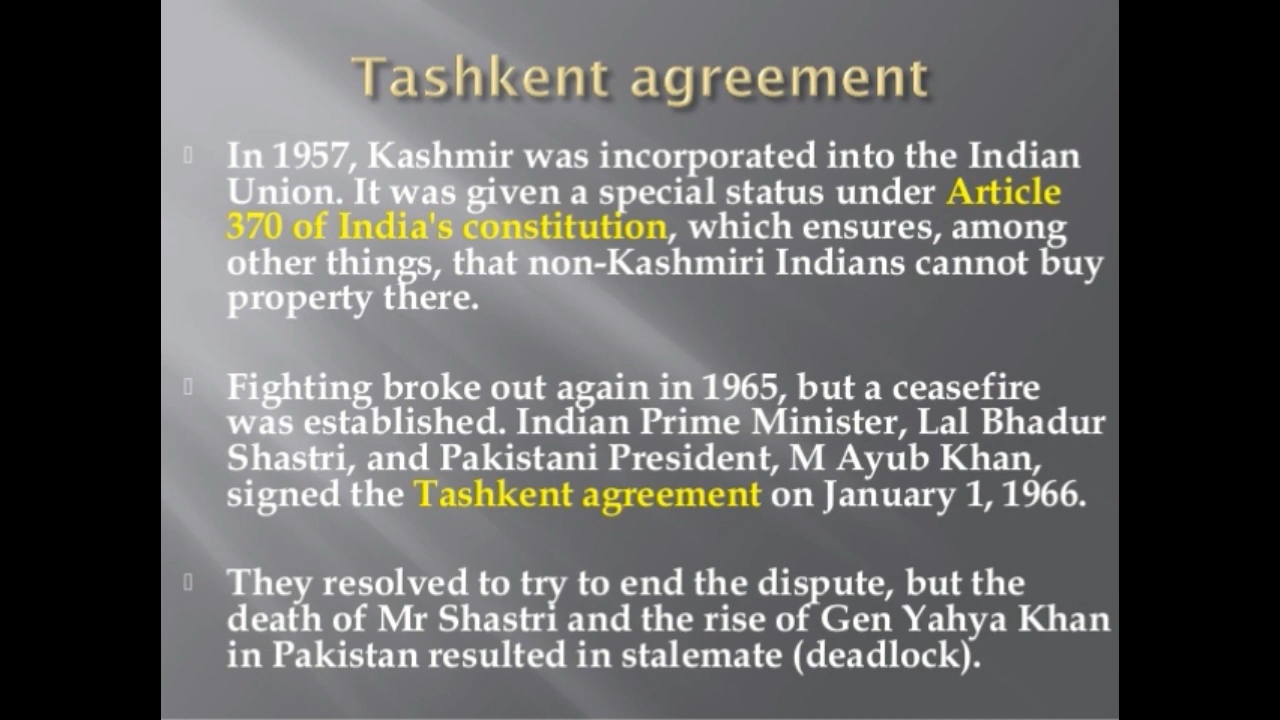 Tashkent agreement
In 1957, Kashmir was incorporated into the Indian
Union. It was given a special status under Article
370 of India's constitution, which ensures, among
other things, that non-Kashmiri Indians cannot buy
property there.
Fighting broke out again in 1965, but a ceasefire
was established. Indian Prime Minister, Lal Bhadur
Shastri, and Pakistani President, M Ayub Khan,
signed the Tashkent agreement on January 1, 1966.
They resolved to try to end the dispute, but the
death of Mr Shastri and the rise of Gen Yahya Khan
in Pakistan resulted in stalemate (deadlock).